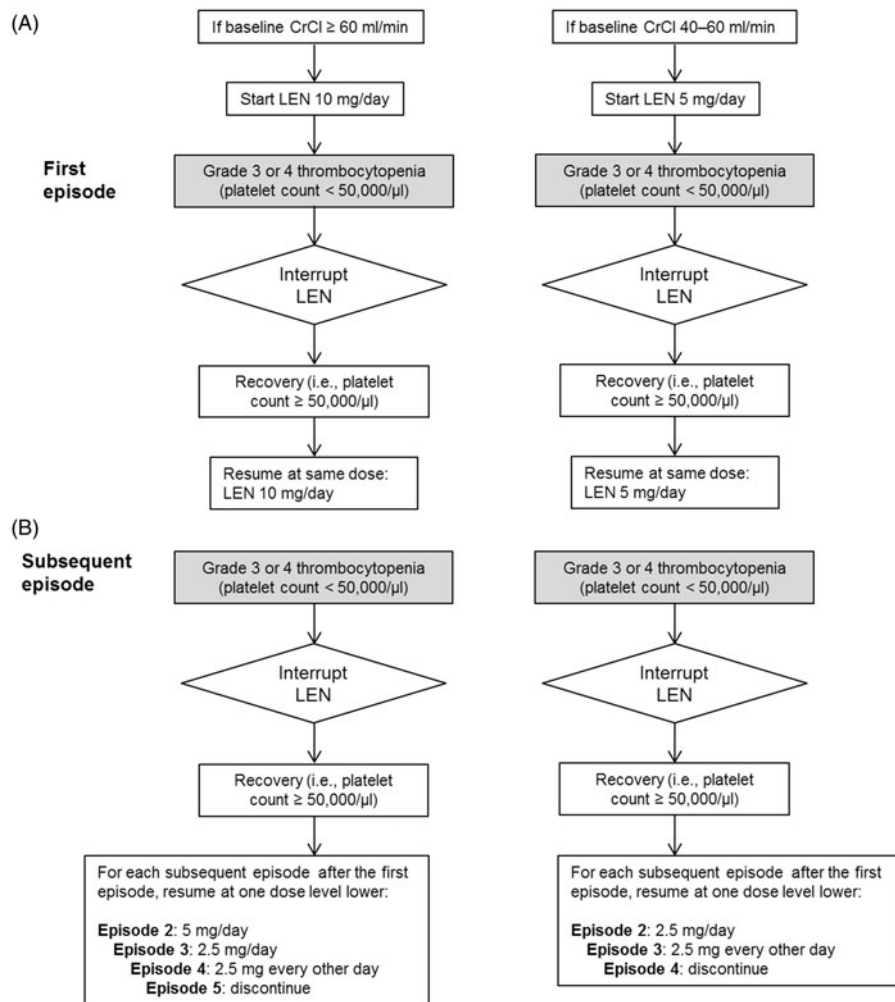 (A)
If baseline CrCl ≥ 60 ml/min
If baseline CrCl 40–60 ml/min
Start LEN 10 mg/day
Start LEN 5 mg/day
First
episode
Grade 3 or 4 thrombocytopenia
(platelet count < 50,000/µl)
Grade 3 or 4 thrombocytopenia
(platelet count < 50,000/µl)
Interrupt
LEN
Interrupt
LEN
Recovery (i.e., platelet
count ≥ 50,000/µl)
Recovery (i.e., platelet
count ≥ 50,000/µl)
Resume at same dose:
LEN 10 mg/day
Resume at same dose:
LEN 5 mg/day
(B)
Subsequent
episode
Grade 3 or 4 thrombocytopenia
(platelet count < 50,000/µl)
Grade 3 or 4 thrombocytopenia
(platelet count < 50,000/µl)
Interrupt
LEN
Interrupt
LEN
Recovery (i.e., platelet
count ≥ 50,000/µl)
Recovery (i.e., platelet
count ≥ 50,000/µl)
For each subsequent episode after the first
episode, resume at one dose level lower:
Episode 2: 5 mg/day
Episode 3: 2.5 mg/day
Episode 4: 2.5 mg every other day
Episode 5: discontinue
For each subsequent episode after the first
episode, resume at one dose level lower:
Episode 2: 2.5 mg/day
Episode 3: 2.5 mg every other day
Episode 4: discontinue